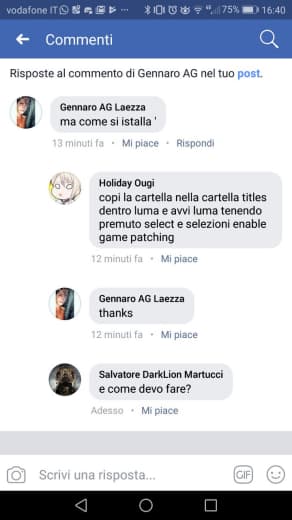 vodafone IT
75% 16:40
Commenti
Risposte al commento di Gennaro AG nel tuo post.
Gennaro AG Laezza
ma come si istalla '
13 minuti fa • Mi piace • Rispondi
Holiday Ougi
copi la cartella nella cartella titles
dentro luma e avvi luma tenendo
premuto select e selezioni enable
game patching
12 minuti fa • Mi piace
Gennaro AG Laezza
thanks
12 minuti fa • Mi piace
Salvatore DarkLion Martucci
e come devo fare?
Adesso • Mi piace
Scrivi una risposta...
GIF